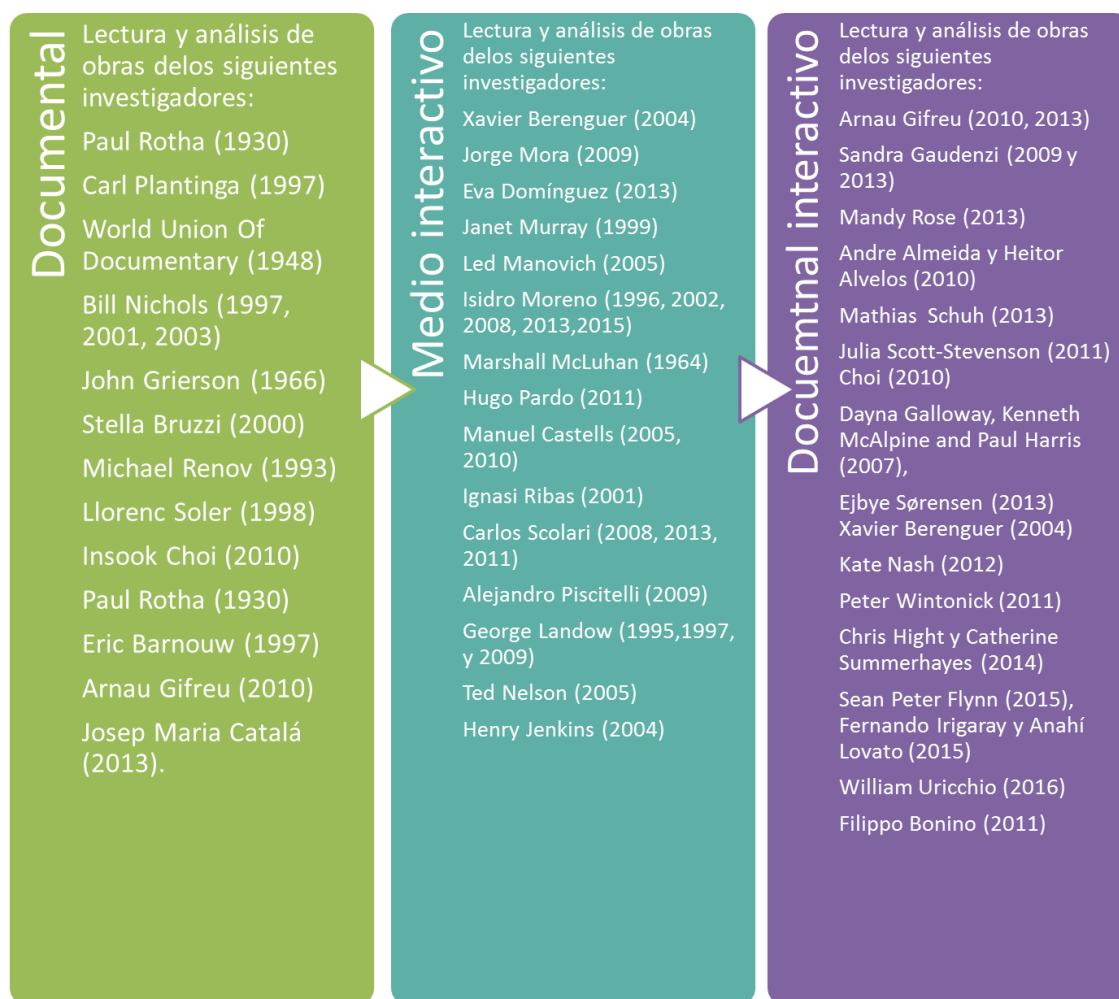 Documental
Lectura y análisis de
obras delos siguientes
investigadores:
Paul Rotha (1930)
Carl Plantinga (1997)
World Union Of
Documentary (1948)
Bill Nichols (1997,
2001, 2003)
John Grierson (1966)
Stella Bruzzi (2000)
Michael Renov (1993)
Llorenc Soler (1998)
Insook Choi (2010)
Paul Rotha (1930)
Eric Barnouw (1997)
Arnau Gifreu (2010)
Josep Maria Catalá
(2013).
Medio interactivo
Lectura y análisis de obras
delos siguientes
investigadores:
Xavier Berenguer (2004)
Jorge Mora (2009)
Eva Domínguez (2013)
Janet Murray (1999)
Led Manovich (2005)
Isidro Moreno (1996, 2002,
2008, 2013,2015)
Marshall McLuhan (1964)
Hugo Pardo (2011)
Manuel Castells (2005,
2010)
Ignasi Ribas (2001)
Carlos Scolari (2008, 2013,
2011)
Alejandro Piscitelli (2009)
George Landow (1995,1997,
y 2009)
Ted Nelson (2005)
Henry Jenkins (2004)
Docuemtnal interactivo
Lectura y análisis de obras
delos siguientes
investigadores:
Arnau Gifreu (2010, 2013)
Sandra Gaudenzi (2009 y
2013)
Mandy Rose (2013)
Andre Almeida y Heitor
Alvelos (2010)
Mathias Schuh (2013)
Julia Scott-Stevenson (2011)
Choi (2010)
Dayna Galloway, Kenneth
McAlpine and Paul Harris
(2007),
Ejbye Sørensen (2013)
Xavier Berenguer (2004)
Kate Nash (2012)
Peter Wintonick (2011)
Chris Hight y Catherine
Summerhayes (2014)
Sean Peter Flynn (2015),
Fernando Irigaray y Anahí
Lovato (2015)
William Uricchio (2016)
Filippo Bonino (2011)